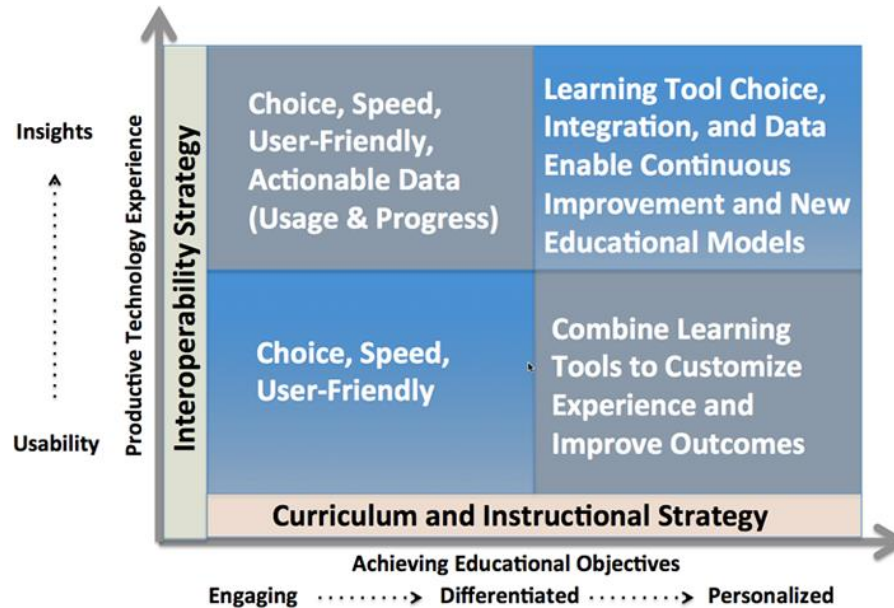 Insights
Usability
Productive Technology Experience
Interoperability Strategy
Choice, Speed,
User-Friendly,
Actionable Data
(Usage & Progress)
Learning Tool Choice,
Integration, and Data
Enable Continuous
Improvement and New
Educational Models
Choice, Speed,
User-Friendly
Combine Learning
Tools to Customize
Experience and
Improve Outcomes
Curriculum and Instructional Strategy
Achieving Educational Objectives
Engaging Differentiated Personalized